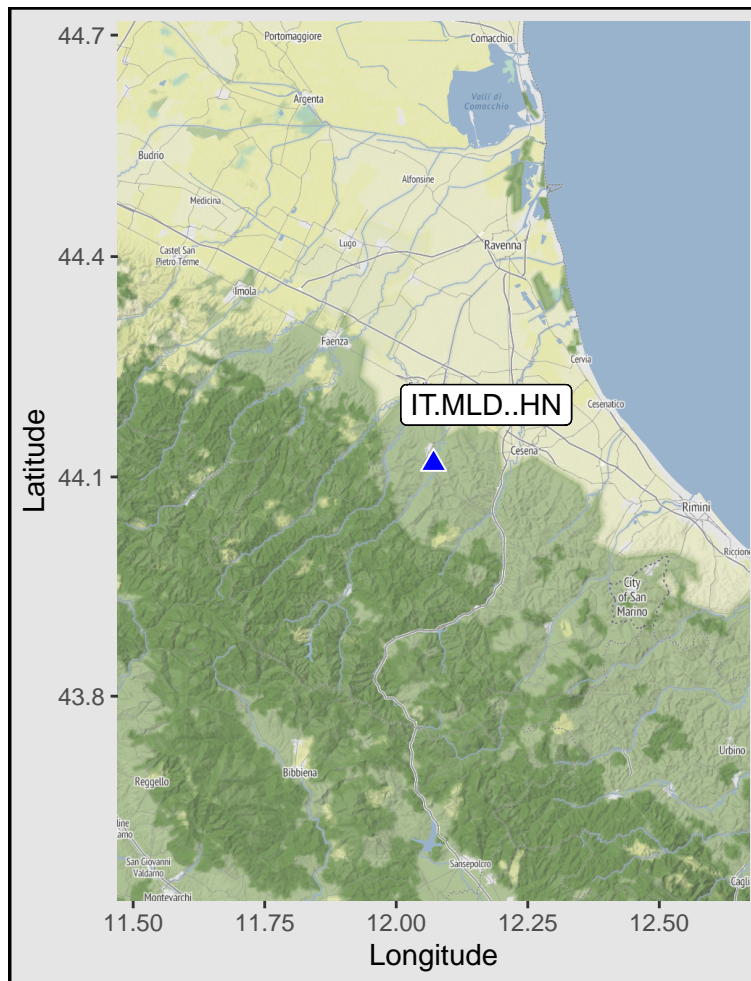 44.7
44.4
44.1
43.8
Latitude
Portomaggiore
Comacchio
Valli di
Comacchio
Argenta
Budrio
Alfonsine
Medicina
Castel San
Pietro Terme
Lugo
Ravenna
Imola
Faenza
Cervia
Cesenatico
IT.MLD..HN
Cesena
Rimini
Riccione
City
of San
Marino
Urbino
Bibbiena
Reggello
San Giovanni
Valdarno
Sansepolcro
Montevarchi
Cagli
11.50
11.75
12.00
12.25
12.50
Longitude